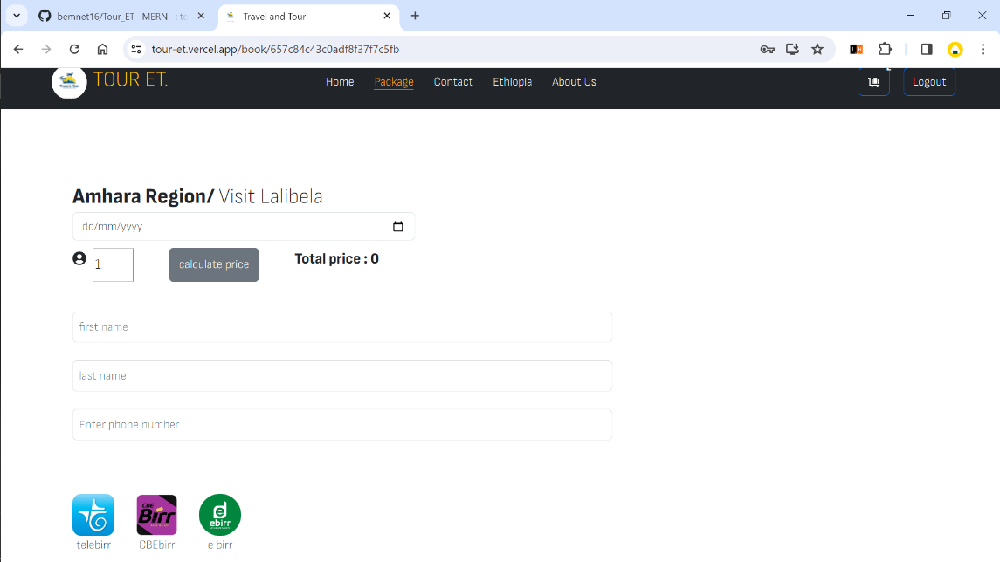 bemnet16/Tour_ET--MERN--: to
Travel and Tour
tour-et.vercel.app/book/657c84c43c0adf8f37f7c5fb
TOUR ET.
Home
Package
Contact
Ethiopia
About Us
Logout
Amhara Region/ Visit Lalibela
dd/mm/yyyy
1
calculate price
Total price : 0
first name
last name
Enter phone number
CBE
Birr
e
ebirr
telebirr
CBEbirr
e birr